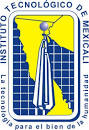 INSTITUTO TECNOLÓGICO DE MEXICALI
La tecnología para el bien de la humanidad